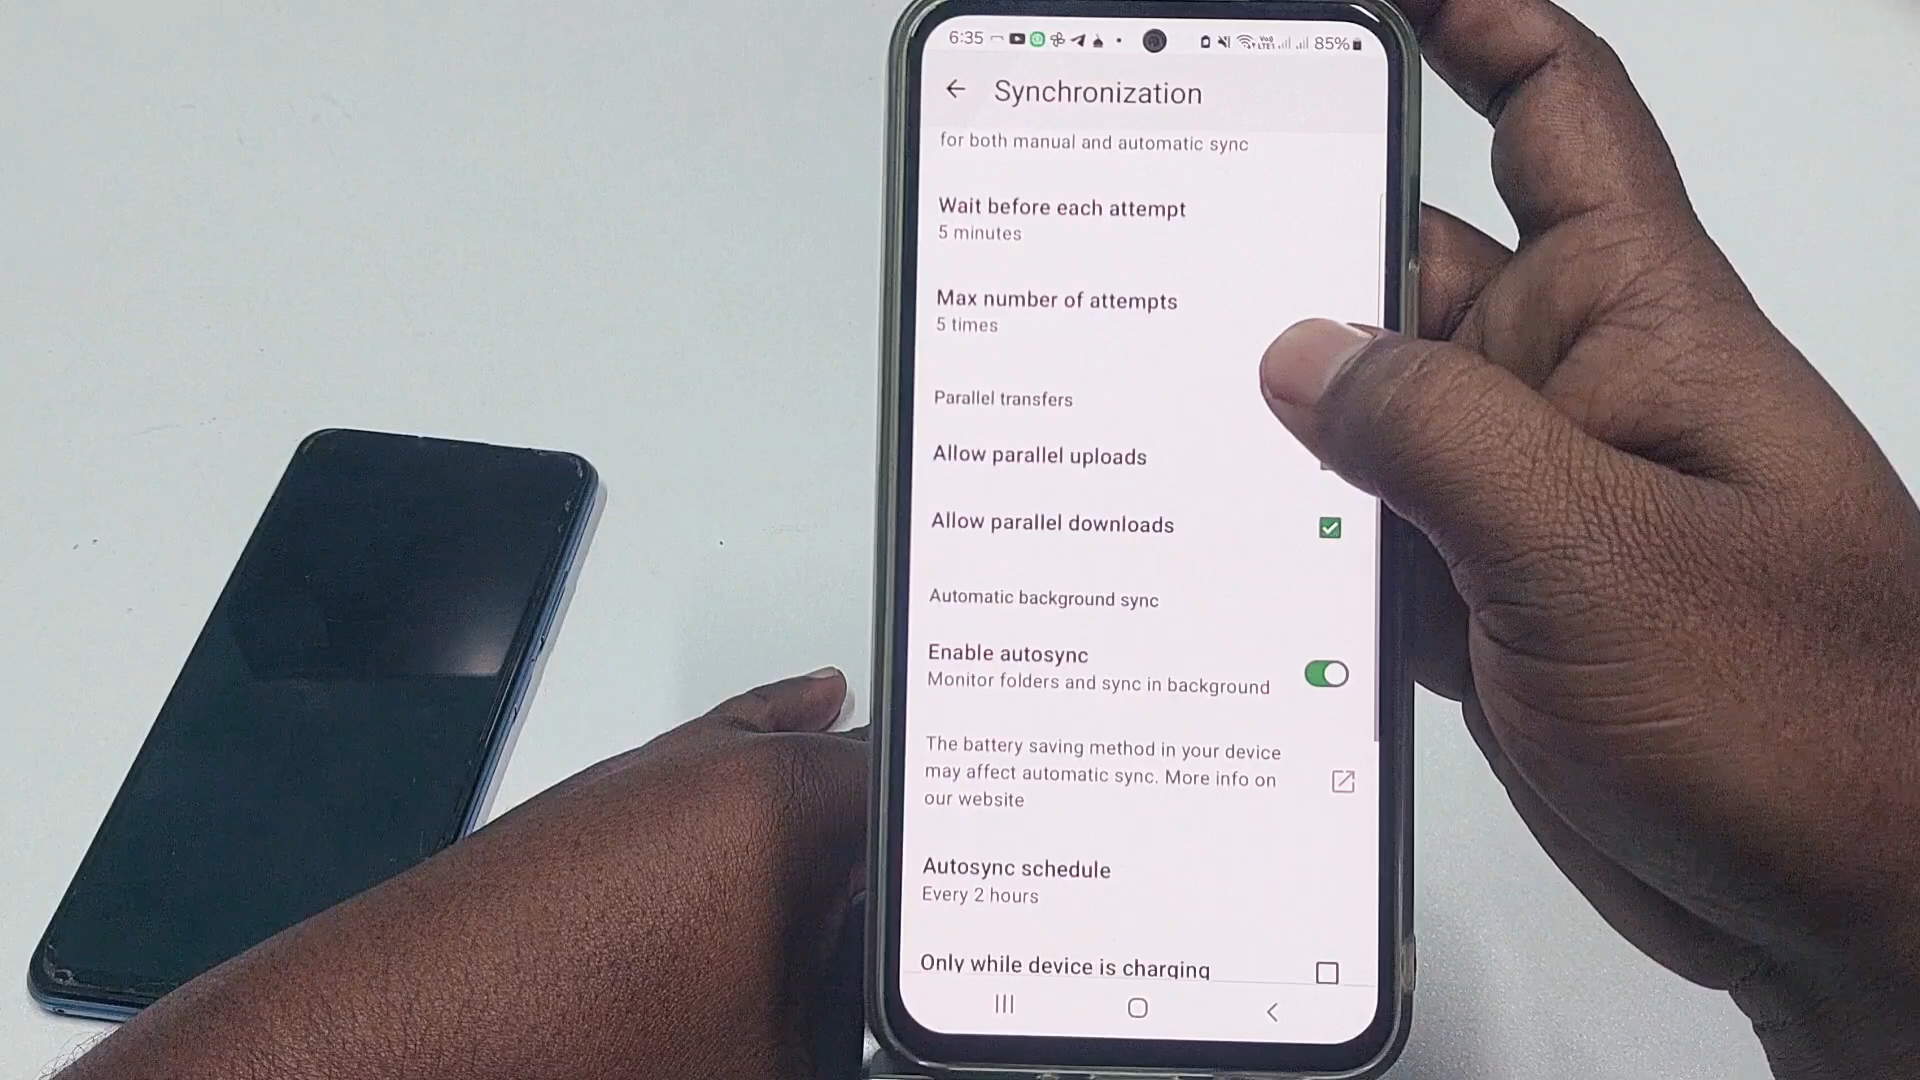 6:35
85%
Synchronization
for both manual and automatic sync
Wait before each attempt
5 minutes
Max number of attempts
5 times
Parallel transfers
Allow parallel uploads
Allow parallel downloads
Automatic background sync
Enable autosync
Monitor folders and sync in background
The battery saving method in your device
may affect automatic sync. More info on
our website
Autosync schedule
Every 2 hours
Only while device is charging